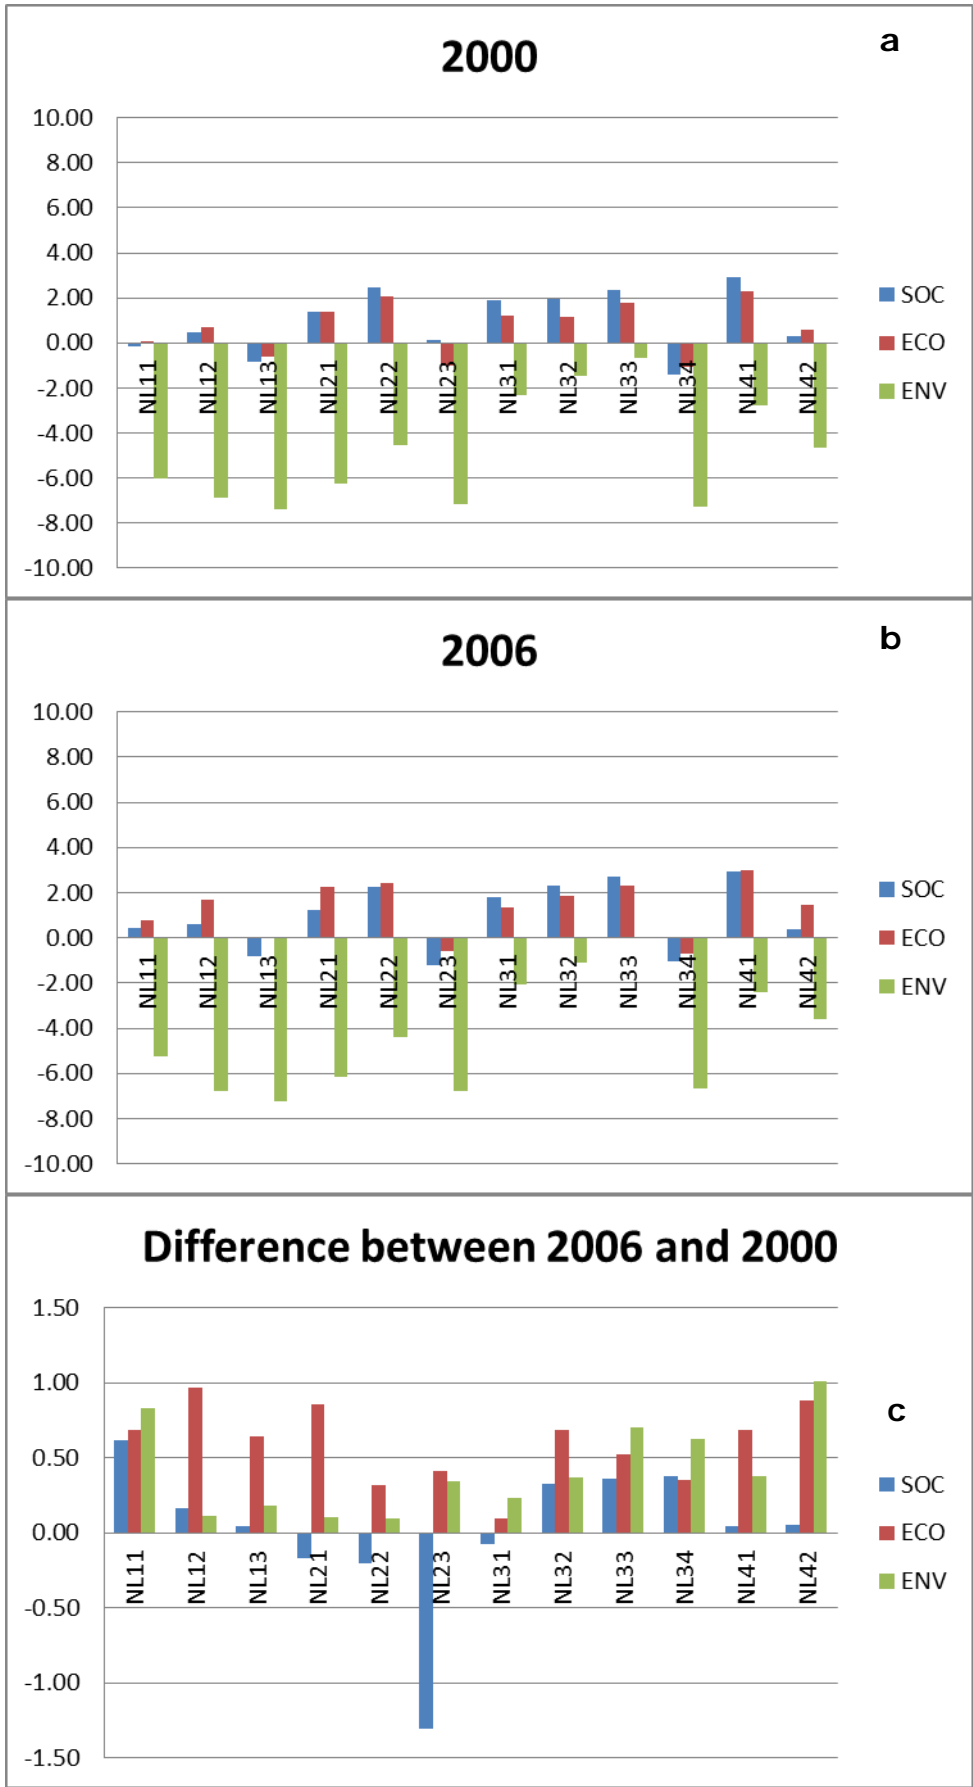 2000
a
10.00
8.00
6.00
4.00
2.00
0.00
-2.00
-4.00
-6.00
-8.00
-10.00
NL11 NL12 NL13 NL21 NL22 NL23 NL31 NL32 NL33 NL34 NL41 NL42
SOC
ECO
ENV
2006
b
10.00
8.00
6.00
4.00
2.00
0.00
-2.00
-4.00
-6.00
-8.00
-10.00
NL11 NL12 NL13 NL21 NL22 NL23 NL31 NL32 NL33 NL34 NL41 NL42
SOC
ECO
ENV
Difference between 2006 and 2000
c
1.50
1.00
0.50
0.00
-0.50
-1.00
-1.50
NL11 NL12 NL13 NL21 NL22 NL23 NL31 NL32 NL33 NL34 NL41 NL42
SOC
ECO
ENV